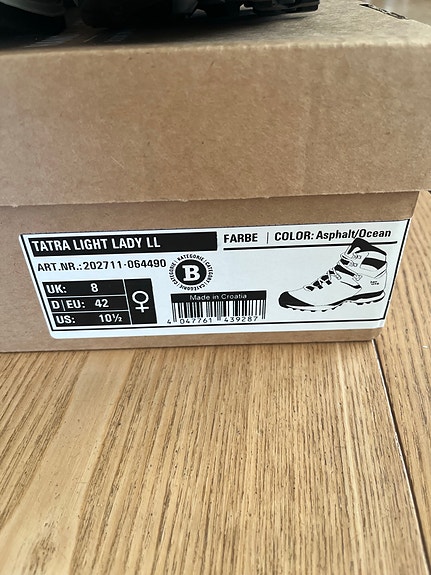 TATRA LIGHT LADY LL
FARBE | COLOR: Asphalt/Ocean
ART.NR.:202711-064490
KATEGORIE | CATEGORY
B
UK: 8
D|EU: 42
US: 10½
Made in Croatia
4 047761 439287